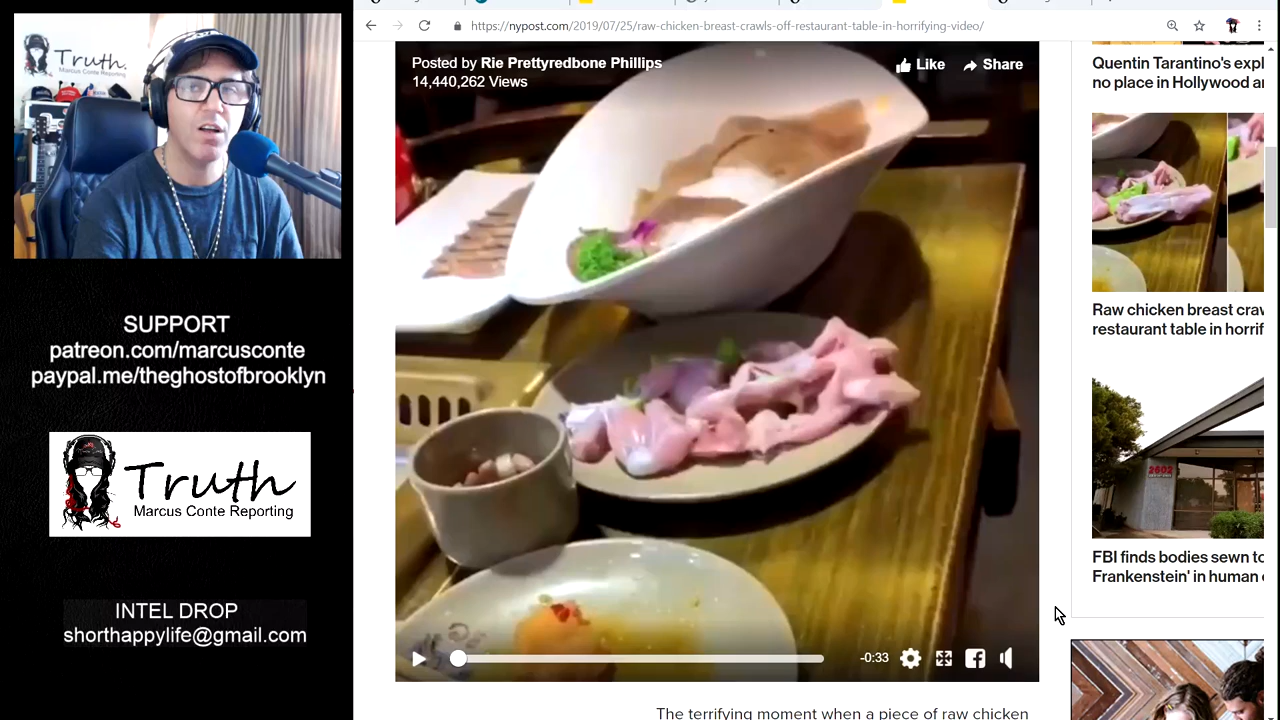 Truth.
Marcus Conte Reporting
SUPPORT
patreon.com/marcusconte
paypal.me/theghostofbrooklyn
Truth
Marcus Conte Reporting
INTEL DROP
shorthappylife@gmail.com
https://nypost.com/2019/07/25/raw-chicken-breast-crawls-off-restaurant-table-in-horrifying-video/
Posted by Rie Prettyredbone Phillips
14,440,262 Views
Like
Share
-0:33
The terrifying moment when a piece of raw chicken
Quentin Tarantino's expl
no place in Hollywood a
Raw chicken breast crav
restaurant table in horrif
2602
FBI finds bodies sewn to
Frankenstein' in human